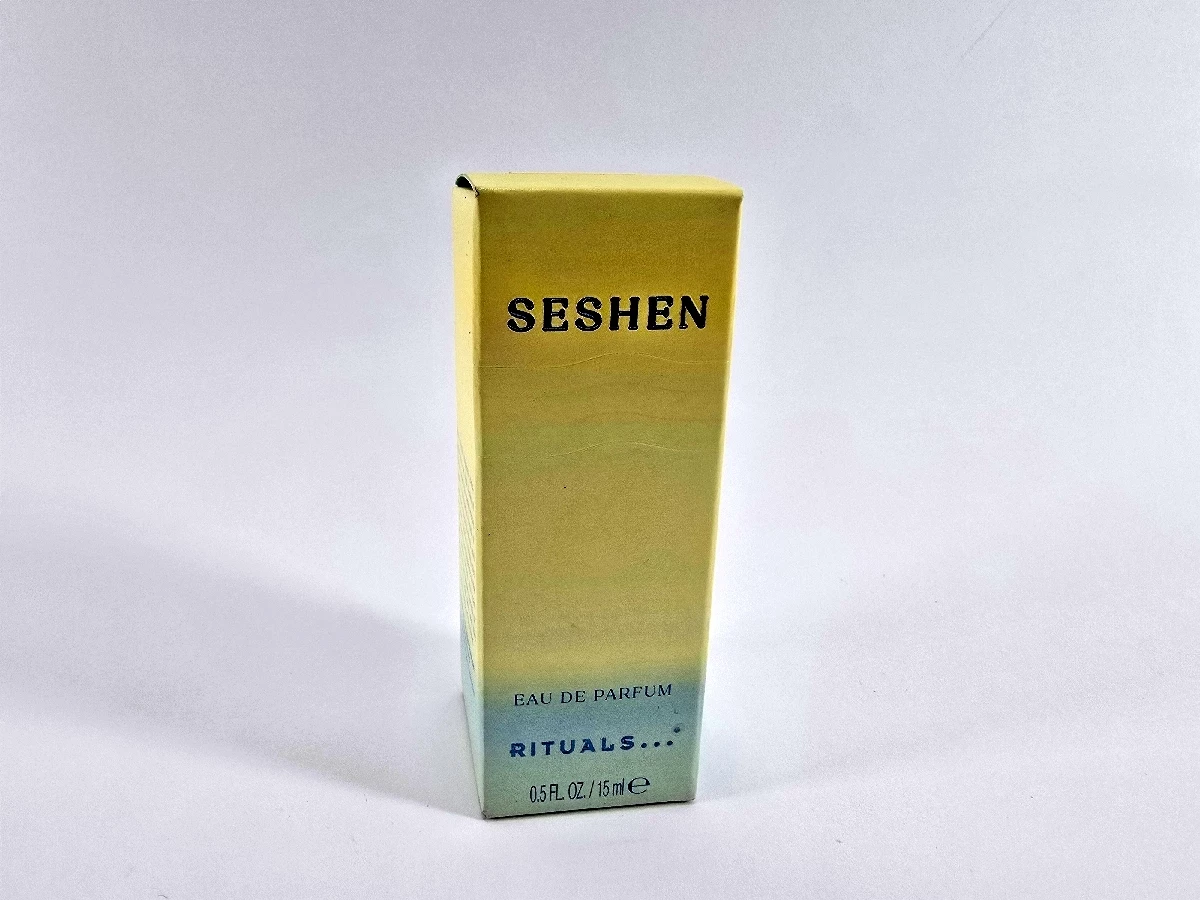 SESHEN
EAU DE PARFUM
RITUALS...
0.5 FL. OZ. / 15 ml ℮